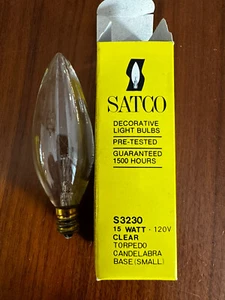 SATCO
DECORATIVE
LIGHT BULBS
PRE-TESTED
GUARANTEED
1500 HOURS
S3230
15 WATT - 120V
CLEAR
TORPEDO
CANDELABRA
BASE (SMALL)